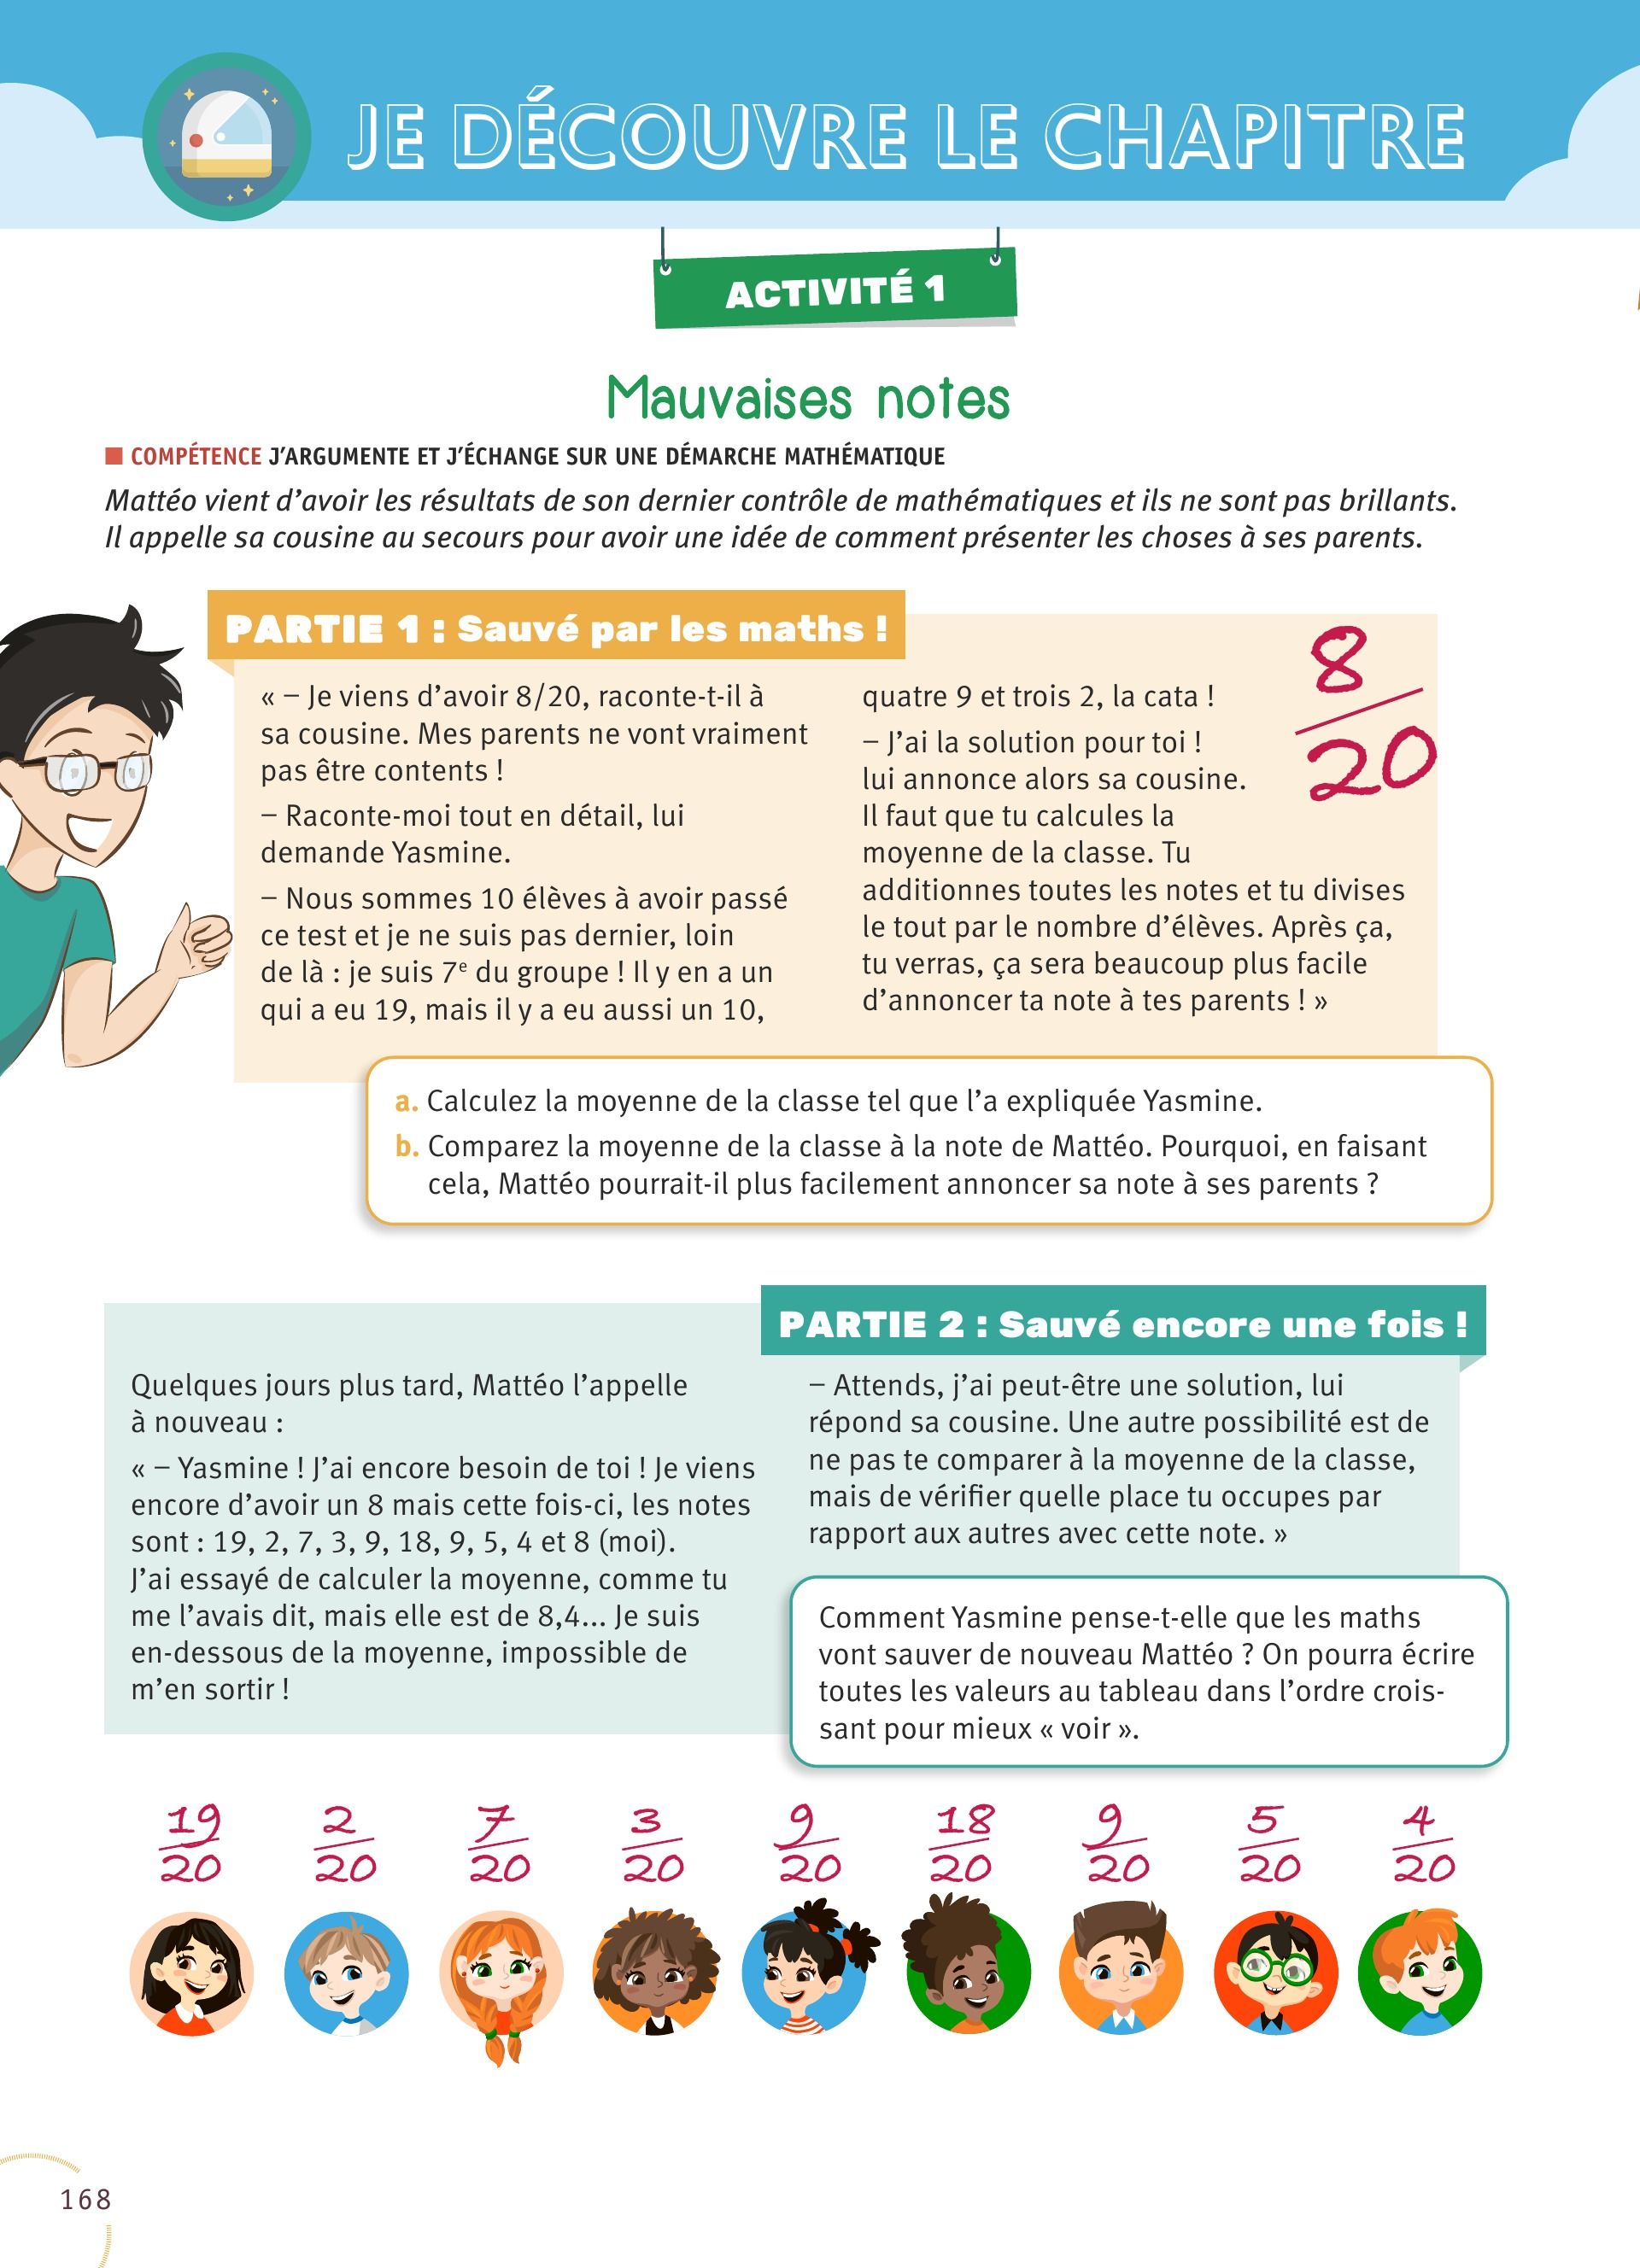 JE DÉCOUVRE LE CHAPITRE
ACTIVITÉ 1
Mauvaises notes
COMPÉTENCE J’ARGUMENTE ET J’ÉCHANGE SUR UNE DÉMARCHE MATHÉMATIQUE
Mattéo vient d’avoir les résultats de son dernier contrôle de mathématiques et ils ne sont pas brillants.
Il appelle sa cousine au secours pour avoir une idée de comment présenter les choses à ses parents.
PARTIE 1 : Sauvé par les maths !
« – Je viens d’avoir 8/20, raconte-t-il à
sa cousine. Mes parents ne vont vraiment
pas être contents !
– Raconte-moi tout en détail, lui
demande Yasmine.
– Nous sommes 10 élèves à avoir passé
ce test et je ne suis pas dernier, loin
de là : je suis 7e du groupe ! Il y en a un
qui a eu 19, mais il y a eu aussi un 10,
quatre 9 et trois 2, la cata !
– J’ai la solution pour toi !
lui annonce alors sa cousine.
Il faut que tu calcules la
moyenne de la classe. Tu
additionnes toutes les notes et tu divises
le tout par le nombre d’élèves. Après ça,
tu verras, ça sera beaucoup plus facile
d’annoncer ta note à tes parents ! »
8
20
a. Calculez la moyenne de la classe tel que l’a expliquée Yasmine.
b. Comparez la moyenne de la classe à la note de Mattéo. Pourquoi, en faisant
cela, Mattéo pourrait-il plus facilement annoncer sa note à ses parents ?
PARTIE 2 : Sauvé encore une fois !
Quelques jours plus tard, Mattéo l’appelle
à nouveau :
« – Yasmine ! J’ai encore besoin de toi ! Je viens
encore d’avoir un 8 mais cette fois-ci, les notes
sont : 19, 2, 7, 3, 9, 18, 9, 5, 4 et 8 (moi).
J’ai essayé de calculer la moyenne, comme tu
me l’avais dit, mais elle est de 8,4... Je suis
en-dessous de la moyenne, impossible de
m’en sortir !
– Attends, j’ai peut-être une solution, lui
répond sa cousine. Une autre possibilité est de
ne pas te comparer à la moyenne de la classe,
mais de vérifier quelle place tu occupes par
rapport aux autres avec cette note. »
Comment Yasmine pense-t-elle que les maths
vont sauver de nouveau Mattéo ? On pourra écrire
toutes les valeurs au tableau dans l’ordre crois-
sant pour mieux « voir ».
19 2 7 3 9 18 9 5 4
20 20 20 20 20 20 20 20 20
168